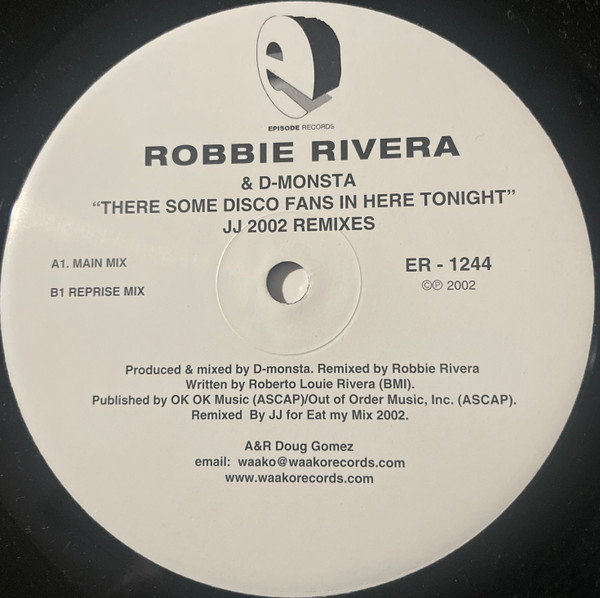 e
EPISODE RECORDS
ROBBIE RIVERA
& D-MONSTA
“THERE SOME DISCO FANS IN HERE TONIGHT”
JJ 2002 REMIXES
A1. MAIN MIX
B1 REPRISE MIX
ER - 1244
©℗ 2002
Produced & mixed by D-monsta. Remixed by Robbie Rivera
Written by Roberto Louie Rivera (BMI).
Published by OK OK Music (ASCAP)/Out of Order Music, Inc. (ASCAP).
Remixed By JJ for Eat my Mix 2002.
A&R Doug Gomez
email: waako@waakorecords.com
www.waakorecords.com